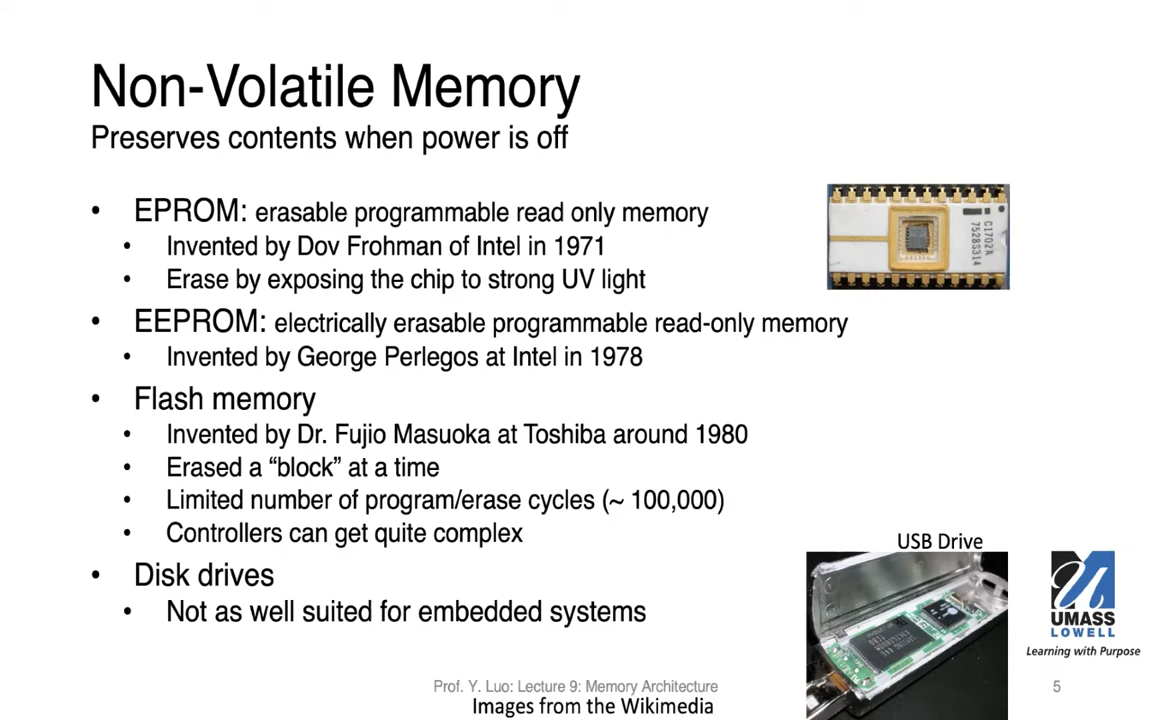 Non-Volatile Memory
Preserves contents when power is off
• EPROM: erasable programmable read only memory
• Invented by Dov Frohman of Intel in 1971
• Erase by exposing the chip to strong UV light
C1702A
7528S314
• EEPROM: electrically erasable programmable read-only memory
• Invented by George Perlegos at Intel in 1978
• Flash memory
• Invented by Dr. Fujio Masuoka at Toshiba around 1980
• Erased a “block” at a time
• Limited number of program/erase cycles (~ 100,000)
• Controllers can get quite complex
• Disk drives
• Not as well suited for embedded systems
USB Drive
UMASS
LOWELL
Learning with Purpose
Prof. Y. Luo: Lecture 9: Memory Architecture
5
Images from the Wikimedia